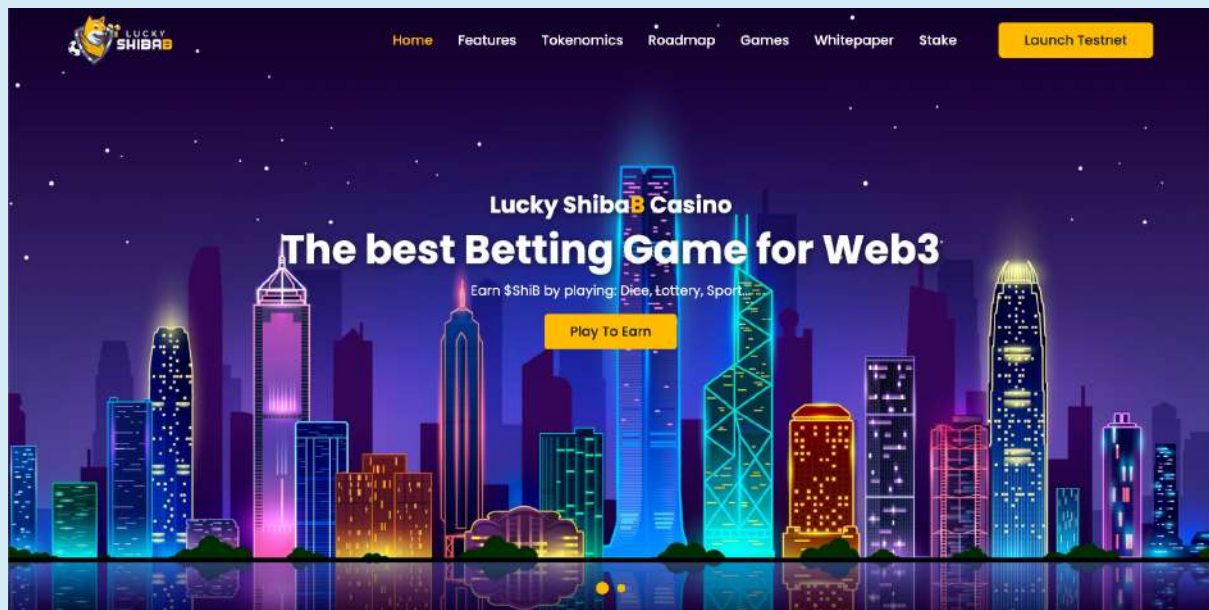 LUCKY
SHIBAB
Home Features Tokenomics Roadmap Games Whitepaper Stake Launch Testnet
Lucky ShibaB Casino
The best Betting Game for Web3
Earn $ShiB by playing: Dice, Lottery, Sport...
Play To Earn